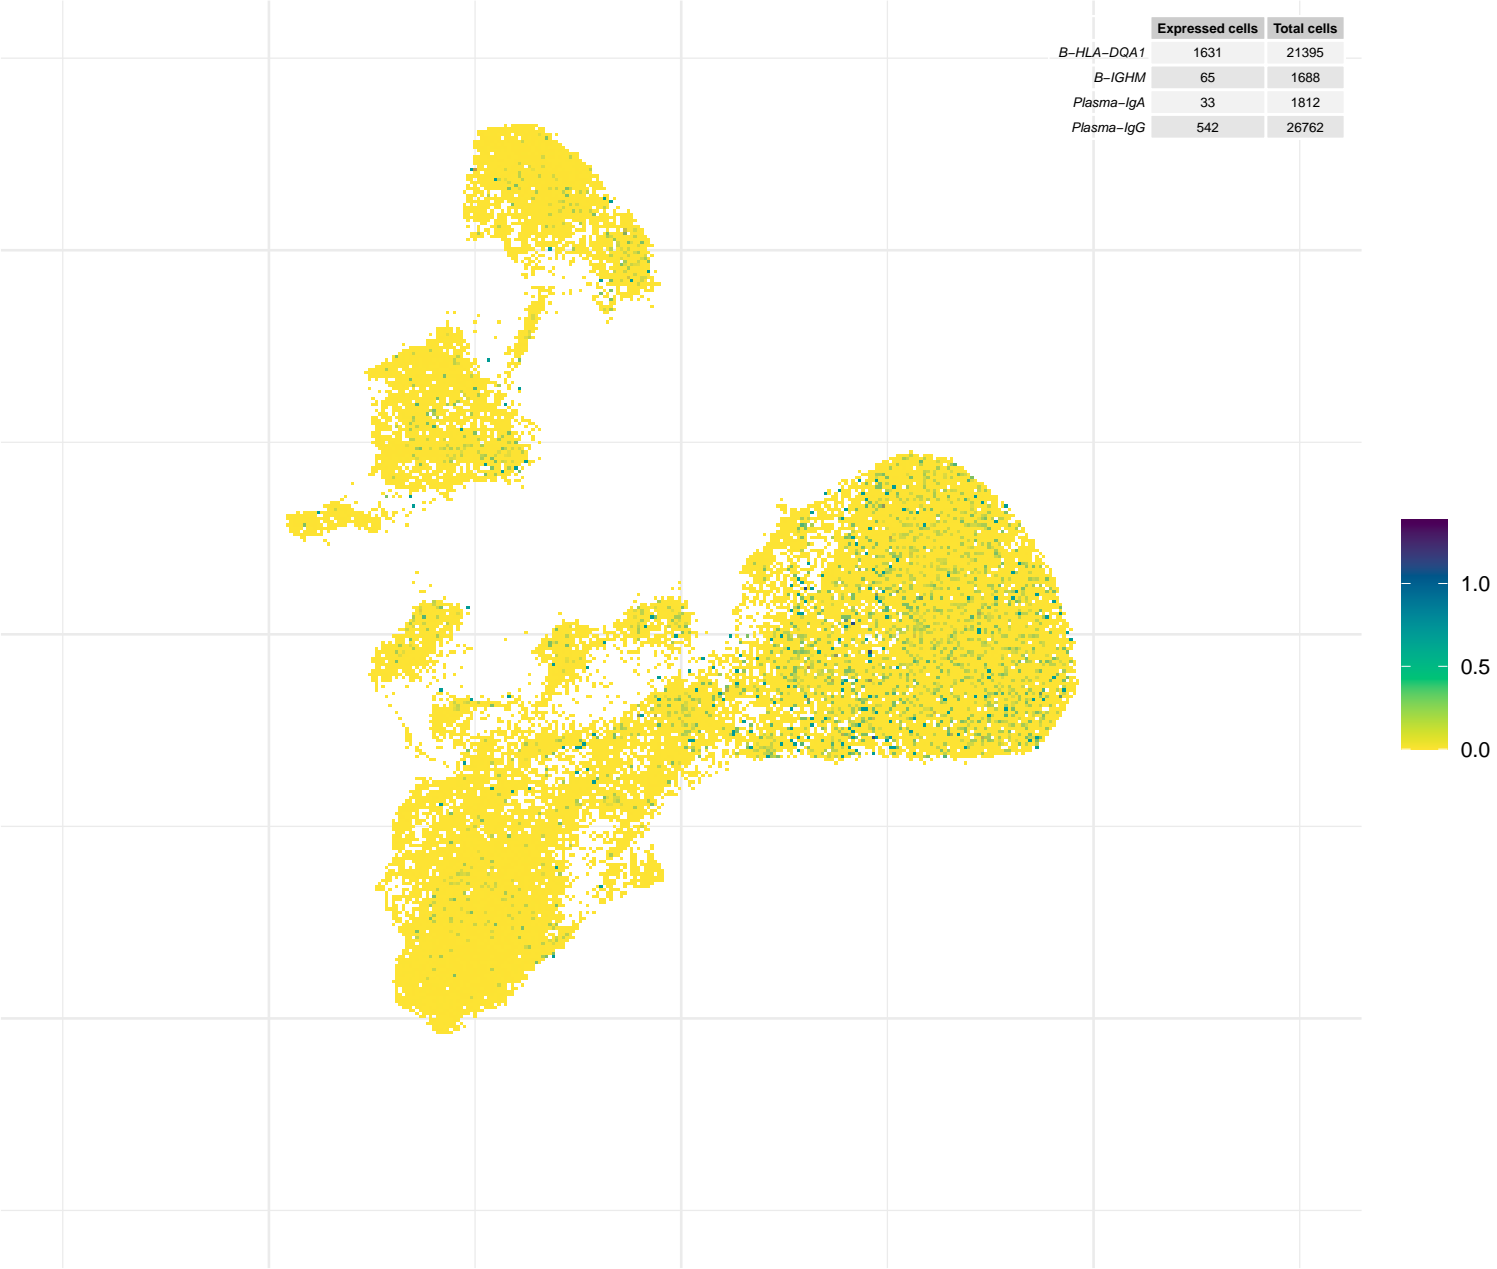 Expressed cells Total cells
B−HLA−DQA1 1631 21395
B−IGHM 65 1688
Plasma−IgA 33 1812
Plasma−IgG 542 26762
1.0
0.5
0.0